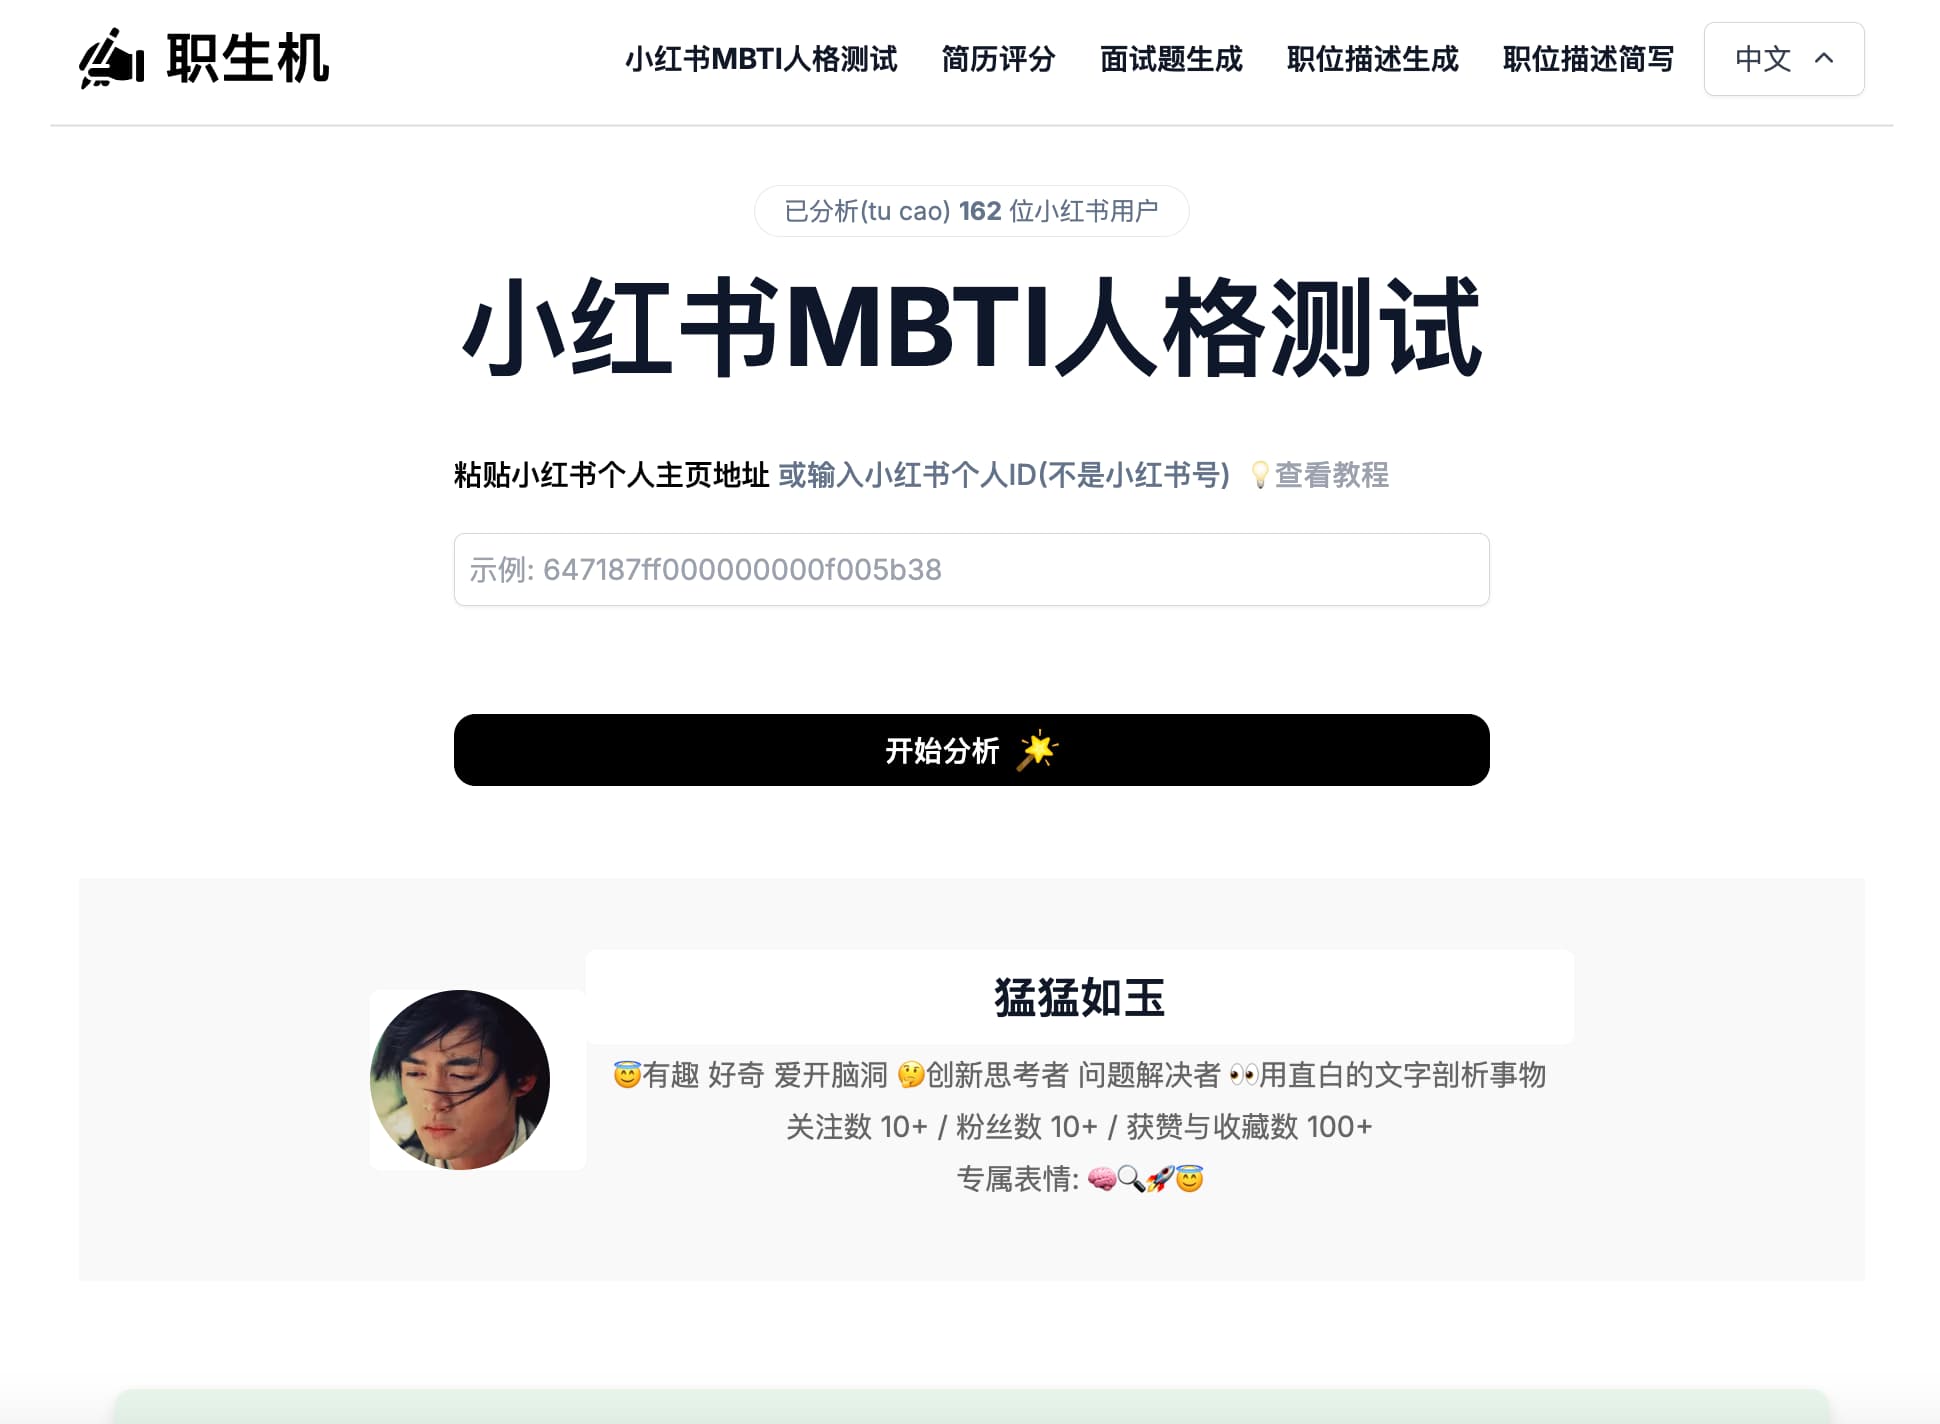 职生机
小红书MBTI人格测试 简历评分 面试题生成 职位描述生成 职位描述简写 中文
已分析(tu cao) 162 位小红书用户
小红书MBTI人格测试
粘贴小红书个人主页地址 或输入小红书个人ID(不是小红书号) 💡查看教程
示例: 647187ff000000000f005b38
开始分析
猛猛如玉
😇有趣 好奇 爱开脑洞 🤔创新思考者 问题解决者 👀用直白的文字剖析事物
关注数 10+ / 粉丝数 10+ / 获赞与收藏数 100+
专属表情: 🧠🔍🚀😇